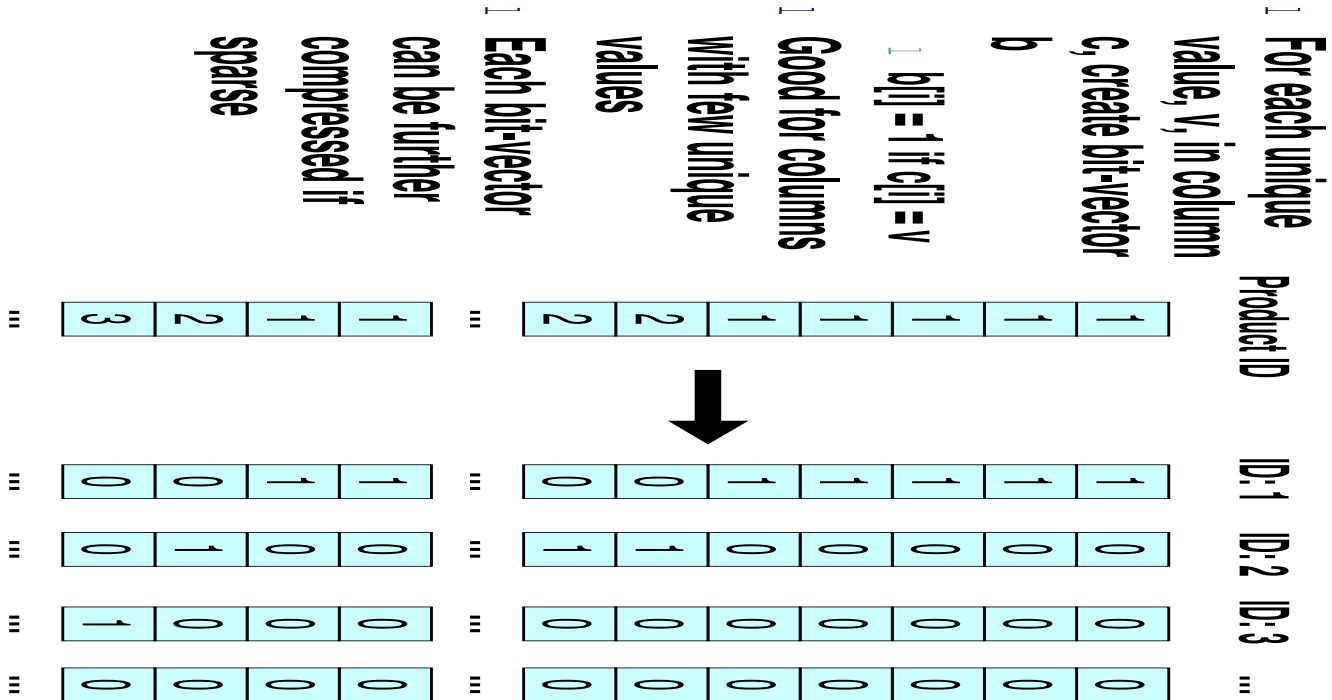 1 For each unique
value, v, in column
c, create bit-vector
b
1 b[i] = 1 if c[i] = v
1 Good for columns
with few unique
values
1 Each bit-vector
can be further
compressed if
sparse
Product ID ID: 1 ID: 2 ID: 3 …
1 1 0 0 0
1 1 0 0 0
1 1 0 0 0
1 1 0 0 0
1 1 0 0 0
2 0 1 0 0
2 0 1 0 0
… … … … …
1 1 0 0 0
1 1 0 0 0
2 0 1 0 0
3 0 0 1 0
… … … … …